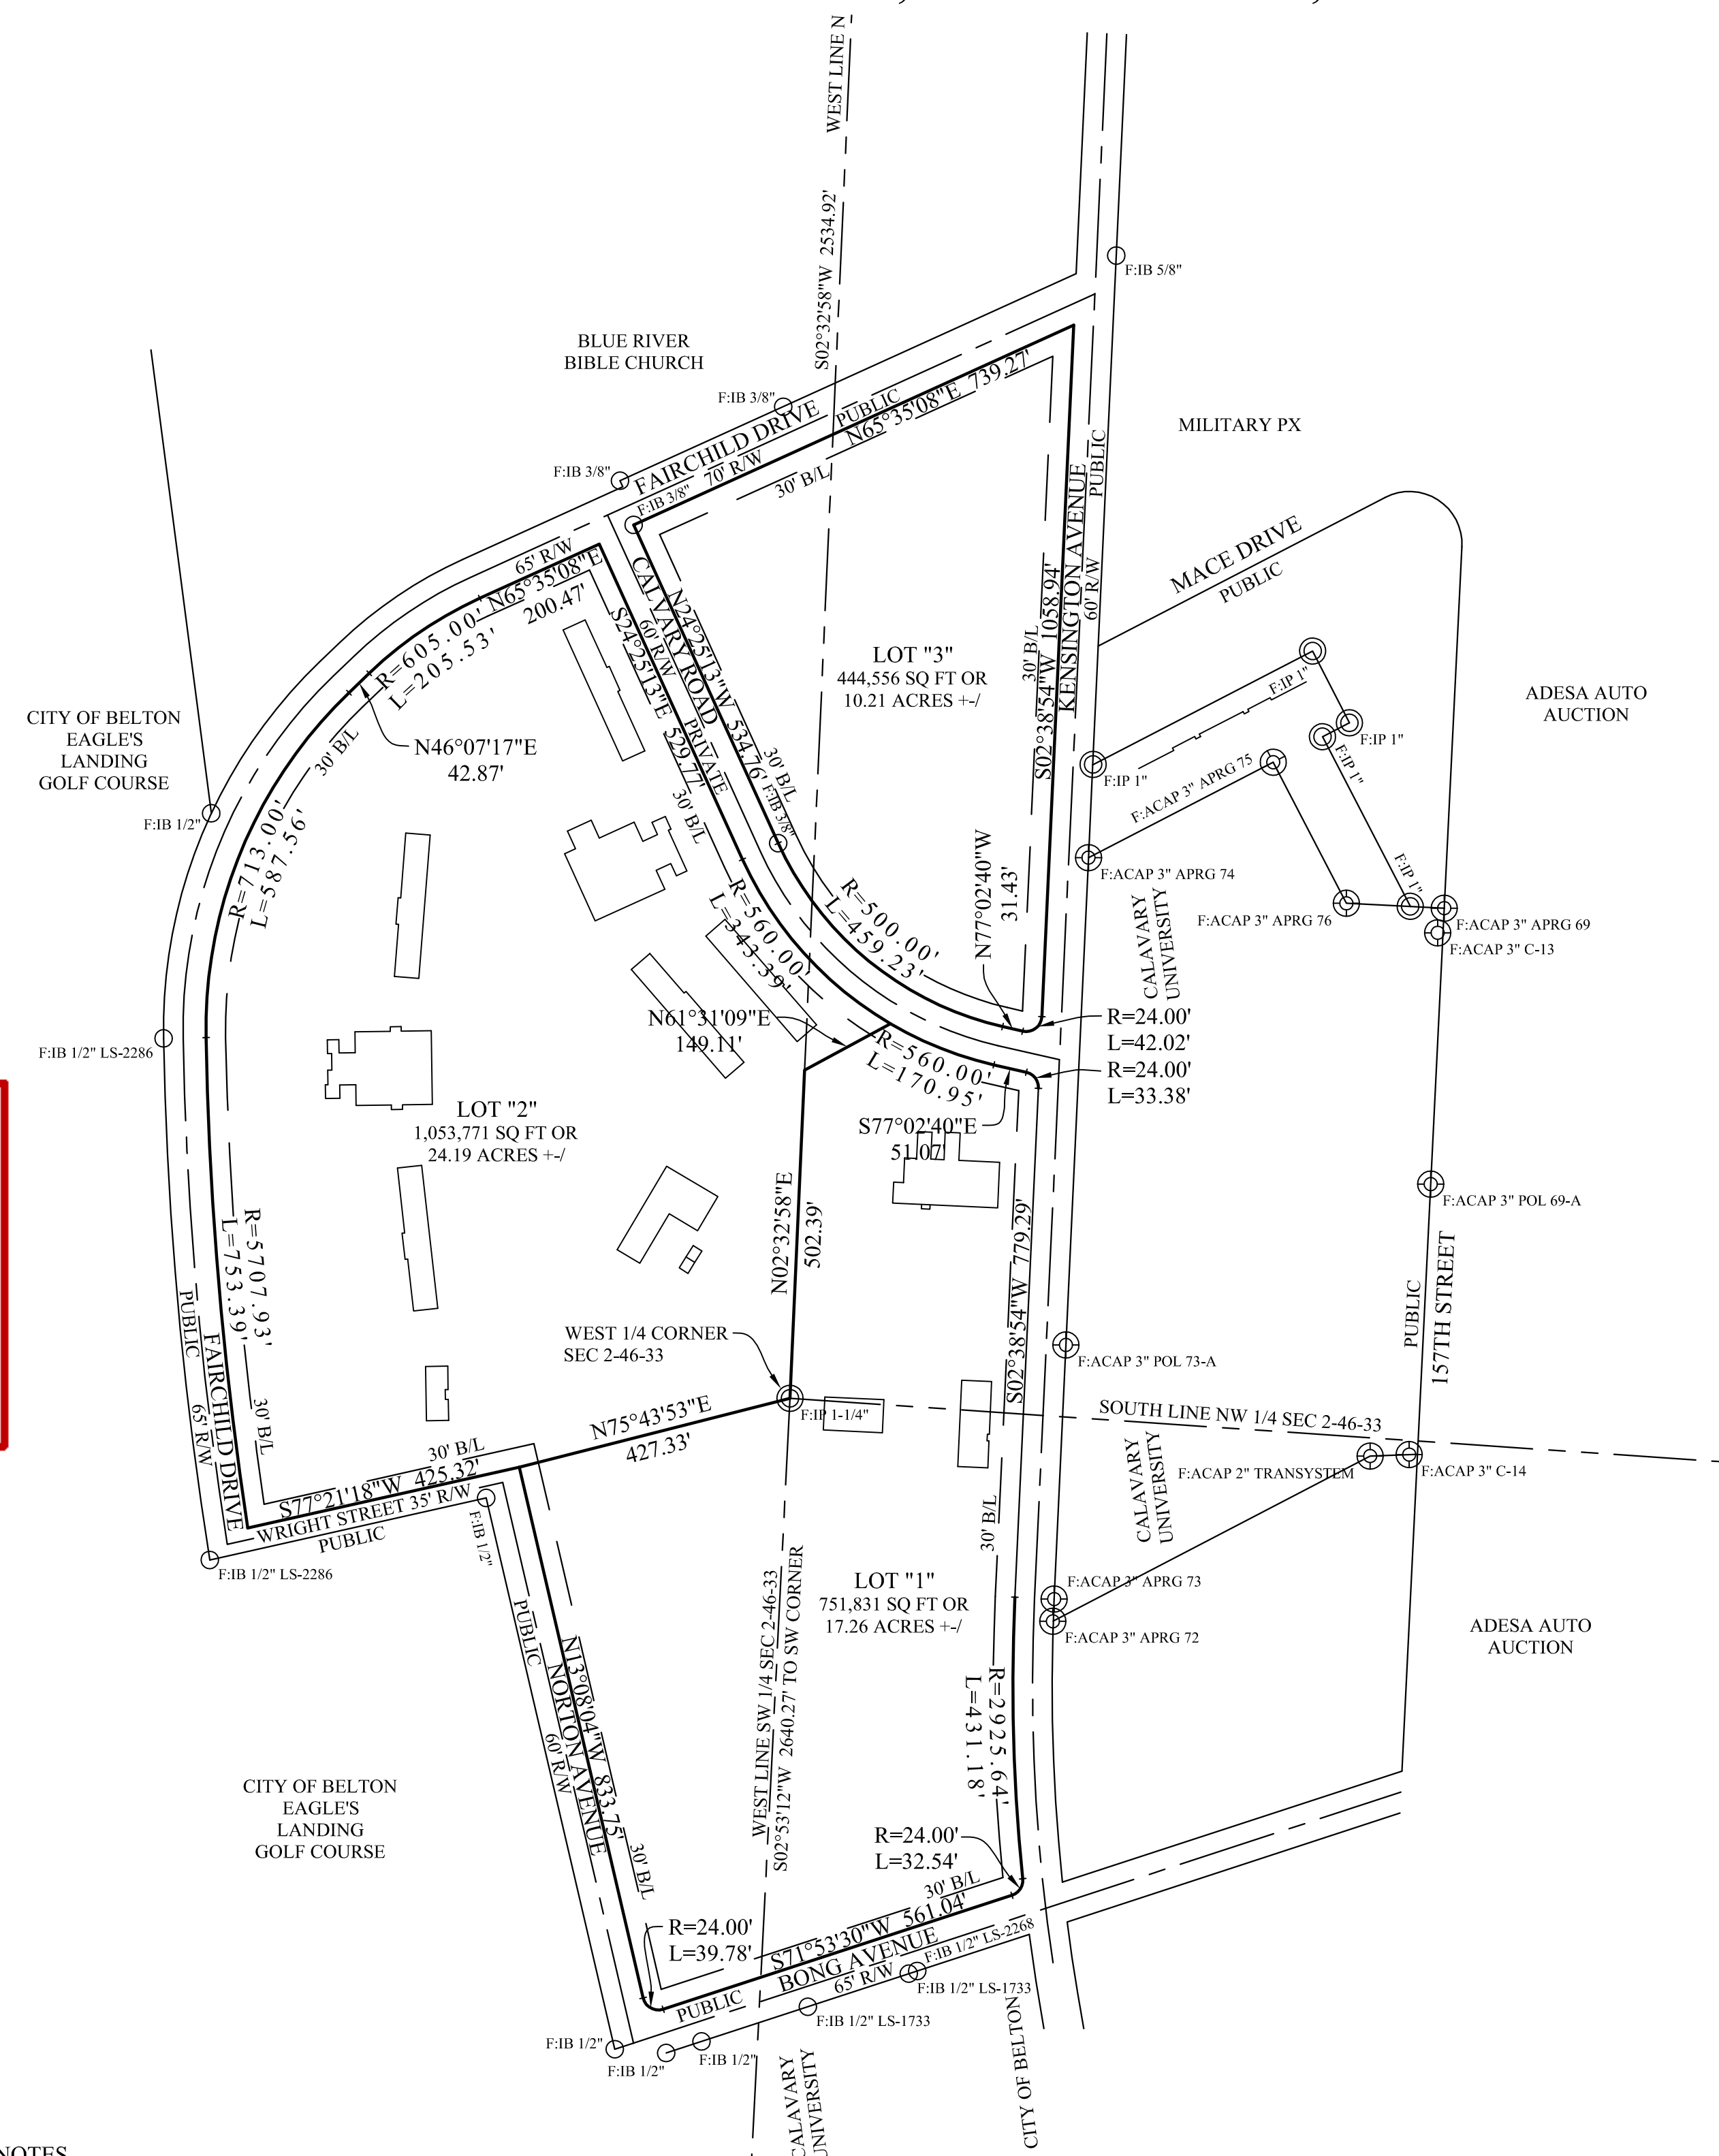 WEST LINE N
S02°32'58"W 2534.92'
F:IB 5/8"
BLUE RIVER
BIBLE CHURCH
F:IB 3/8"
F:IB 3/8"
F:IB 3/8"
FAIRCHILD DRIVE
PUBLIC
70' R/W
N65°35'08"E 739.27'
30' B/L
MILITARY PX
KENSINGTON AVENUE
PUBLIC
60' R/W
S02°38'54"W 1058.94'
30' B/L
MACE DRIVE
PUBLIC
65' R/W
N65°35'08"E
200.47'
R=605.00'
L=205.53'
CALVARY ROAD
60' R/W
PRIVATE
N24°25'13"W 534.76'
S24°25'13"E 529.77'
30' B/L
30' B/L
F:IB 3/8"
LOT "3"
444,556 SQ FT OR
10.21 ACRES +-/
F:IP 1"
F:IP 1"
F:IP 1"
F:IP 1"
F:IP 1"
ADESA AUTO
AUCTION
CITY OF BELTON
EAGLE'S
LANDING
GOLF COURSE
N46°07'17"E
42.87'
30' B/L
F:IB 1/2"
R=713.00'
L=587.56'
F:ACAP 3" APRG 75
F:ACAP 3" APRG 74
F:ACAP 3" APRG 76
F:ACAP 3" APRG 69
F:ACAP 3" C-13
CALAVARY
UNIVERSITY
R=500.00'
L=459.23'
N77°02'40"W
31.43'
R=560.00'
L=343.39'
R=24.00'
L=42.02'
R=24.00'
L=33.38'
N61°31'09"E
149.11'
R=560.00'
L=170.95'
S77°02'40"E
51.07'
F:IB 1/2" LS-2286
LOT "2"
1,053,771 SQ FT OR
24.19 ACRES +-/
N02°32'58"E
502.39'
S02°38'54"W 779.29'
F:ACAP 3" POL 69-A
PUBLIC
157TH STREET
R=5707.93'
L=753.39'
PUBLIC
FAIRCHILD DRIVE
65' R/W
30' B/L
WEST 1/4 CORNER
SEC 2-46-33
F:ACAP 3" POL 73-A
F:IP 1-1/4"
SOUTH LINE NW 1/4 SEC 2-46-33
N75°43'53"E
427.33'
30' B/L
S77°21'18"W 425.32'
WRIGHT STREET 35' R/W
PUBLIC
F:IB 1/2"
F:IB 1/2" LS-2286
F:ACAP 2" TRANSYSTEM
F:ACAP 3" C-14
CALAVARY
UNIVERSITY
30' B/L
LOT "1"
751,831 SQ FT OR
17.26 ACRES +-/
F:ACAP 3" APRG 73
F:ACAP 3" APRG 72
ADESA AUTO
AUCTION
PUBLIC
N13°08'04"W 833.75'
NORTON AVENUE
60' R/W
30' B/L
WEST LINE SW 1/4 SEC 2-46-33
S02°53'12"W 2640.27' TO SW CORNER
R=2925.64'
L=431.18'
CITY OF BELTON
EAGLE'S
LANDING
GOLF COURSE
R=24.00'
L=32.54'
30' B/L
R=24.00'
L=39.78'
S71°53'30"W 561.04'
BONG AVENUE
PUBLIC
65' R/W
F:IB 1/2" LS-2268
F:IB 1/2" LS-1733
F:IB 1/2" LS-1733
F:IB 1/2"
F:IB 1/2"
F:IB 1/2"
CALAVARY
UNIVERSITY
CITY OF BELTON
NOTES